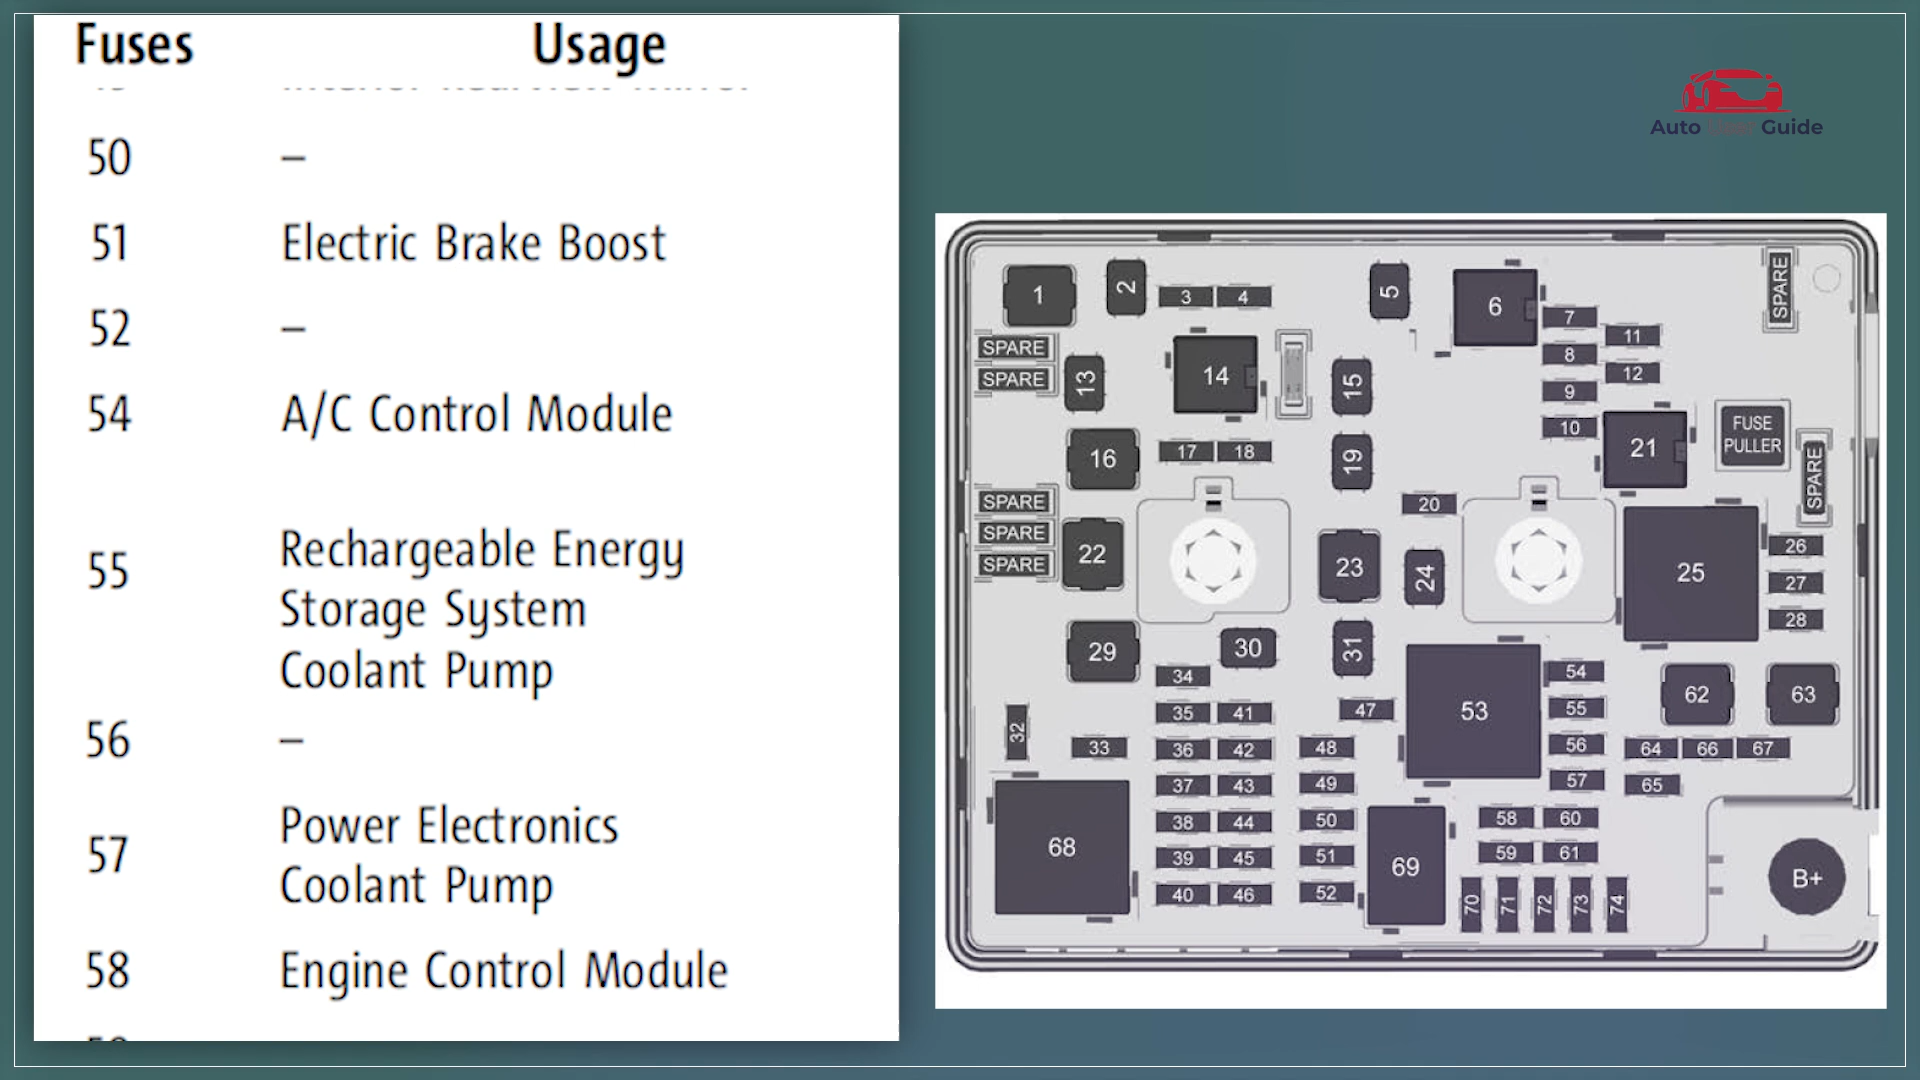 Fuses Usage
50 –
51 Electric Brake Boost
52 –
54 A/C Control Module
55 Rechargeable Energy
Storage System
Coolant Pump
56 –
57 Power Electronics
Coolant Pump
58 Engine Control Module
Auto User Guide
1 2 3 4 5 6 SPARE
7 11
8 12
9
10
SPARE
SPARE
13 14 15
16 17 18 19 20 21
FUSE
PULLER
SPARE
SPARE
SPARE
SPARE
22 23 24 25
26
27
28
29 30 31
32 33
34
35 41
36 42
37 43
38 44
39 45
40 46
47
48
49
50
51
52
53
54
55
56
57
62 63
64 66 67
65
58 60
59 61
68 69
70 71 72 73 74
B+